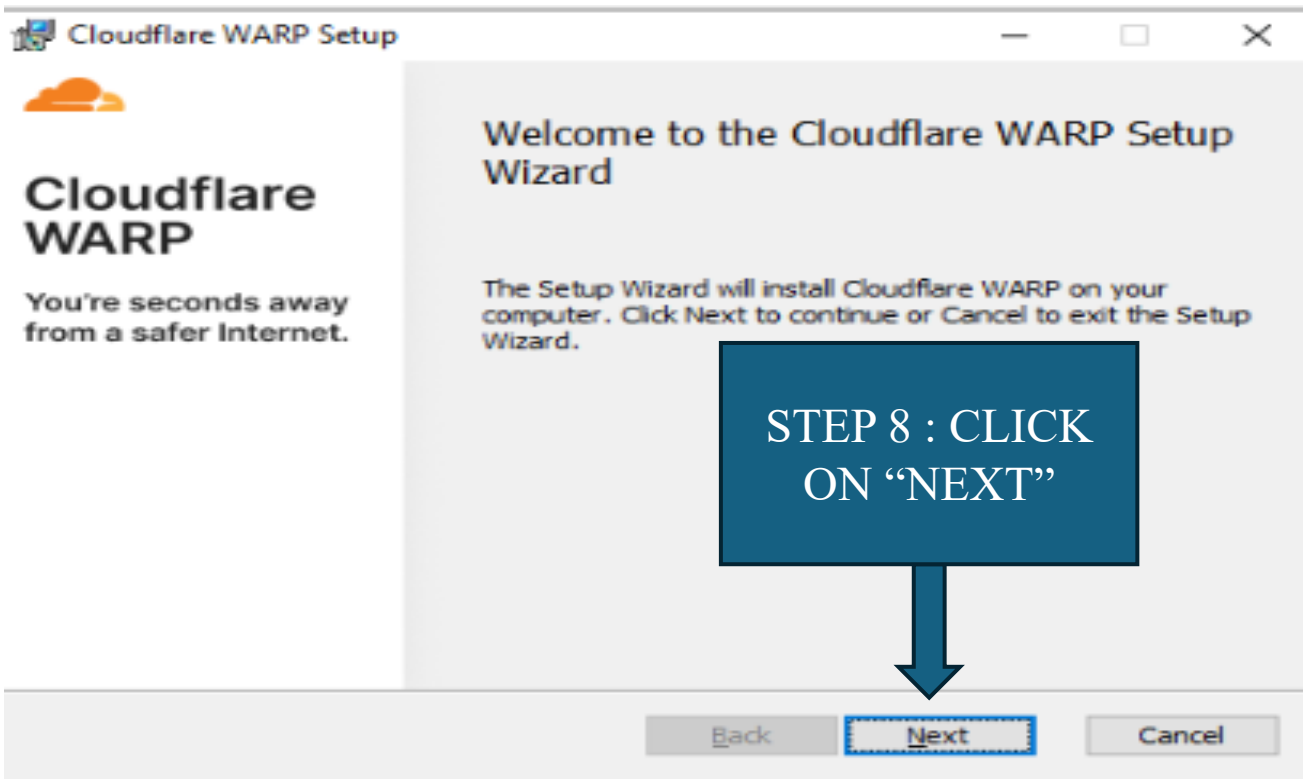 Cloudflare WARP Setup
Cloudflare
WARP
You're seconds away
from a safer Internet.
Welcome to the Cloudflare WARP Setup
Wizard
The Setup Wizard will install Cloudflare WARP on your
computer. Click Next to continue or Cancel to exit the Setup
Wizard.
STEP 8 : CLICK
ON “NEXT”
Back Next Cancel